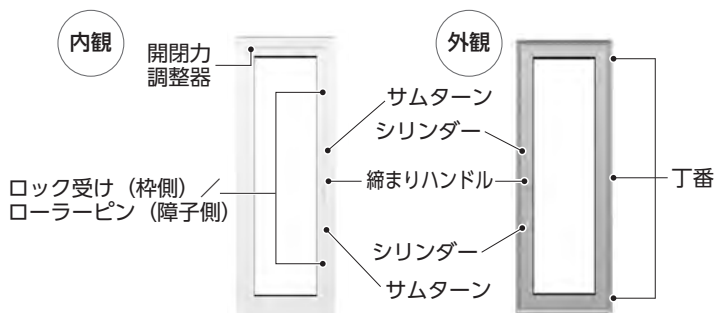 内観
開閉力
調整器
外観
サムターン
シリンダー
ロック受け（枠側）／
ローラーピン（障子側）
締まりハンドル
丁番
シリンダー
サムターン